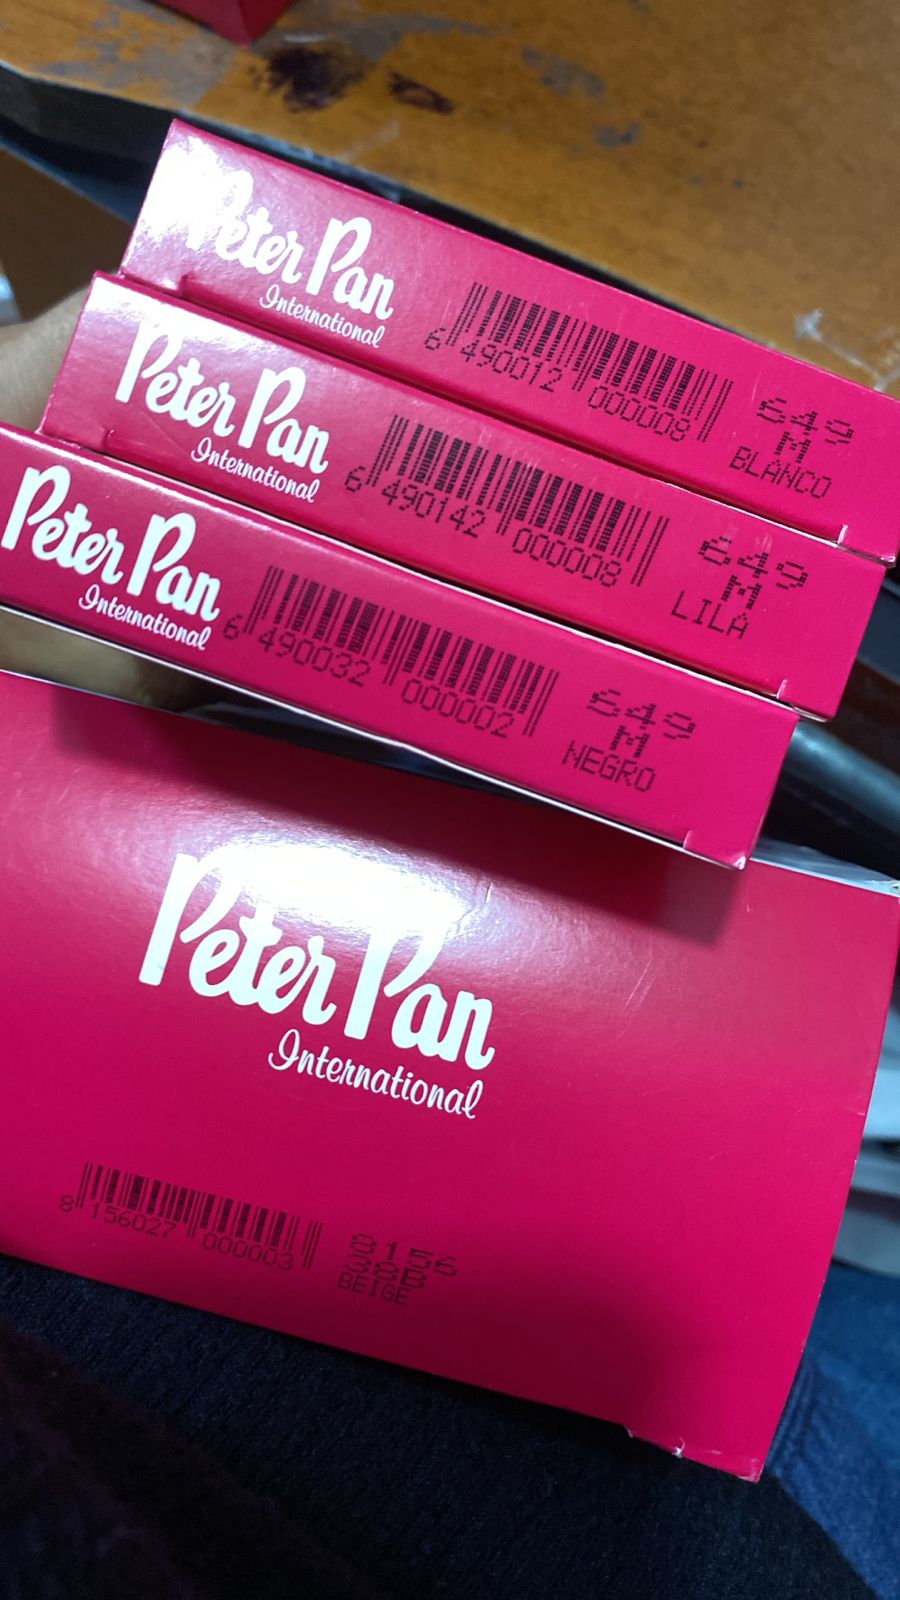 Peter Pan
International
6 490012 000008
649
M
BLANCO
Peter Pan
International
6 490142 000008
649
M
LILA
Peter Pan
International
6 490032 000002
649
M
NEGRO
Peter Pan
International
8 156027 000003
8156
BEIGE